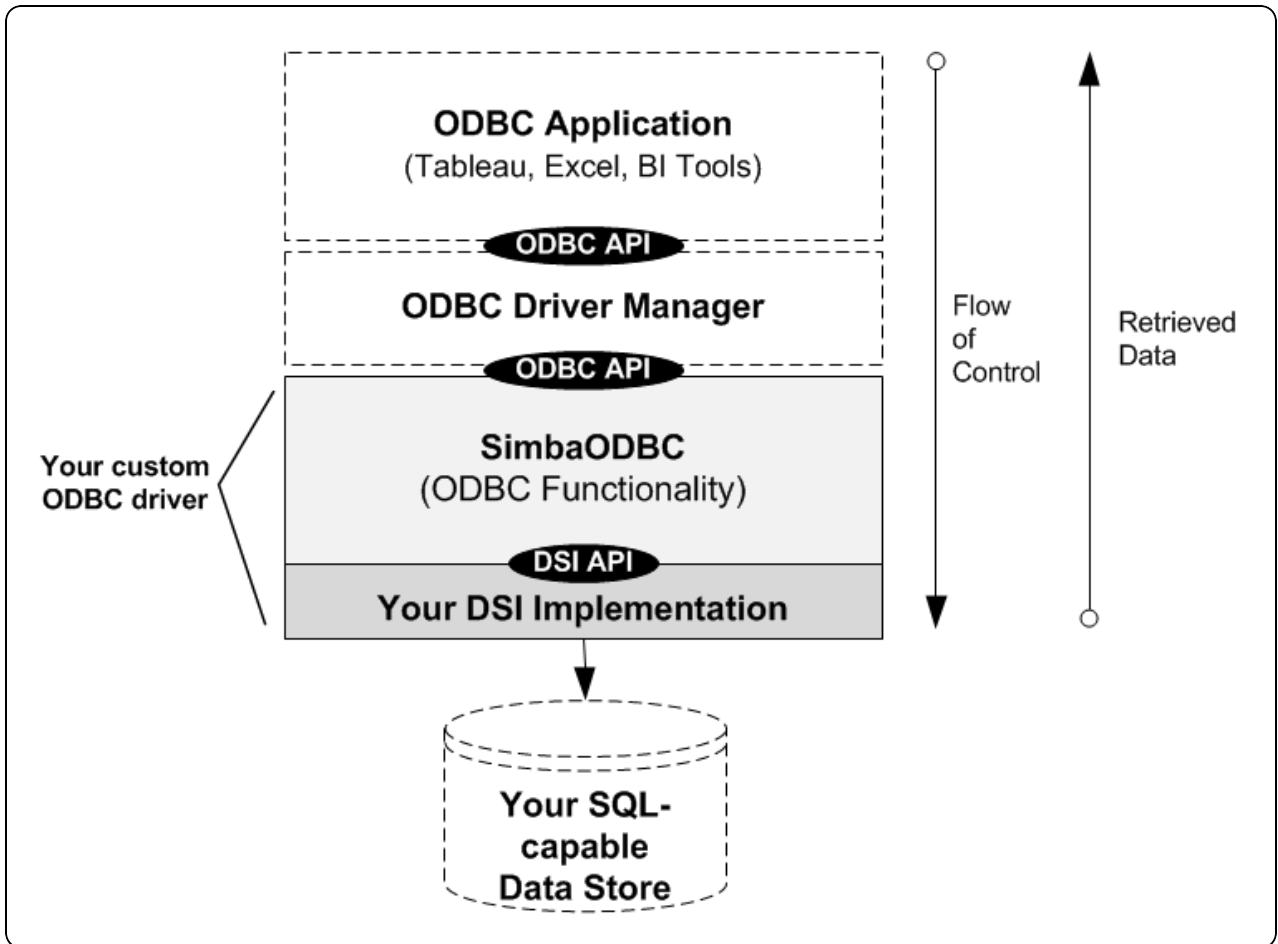 ODBC Application
(Tableau, Excel, BI Tools)
ODBC API
ODBC Driver Manager
ODBC API
SimbaODBC
(ODBC Functionality)
DSI API
Your DSI Implementation
Your custom
ODBC driver
Flow
of
Control
Retrieved
Data
Your SQL-
capable
Data Store